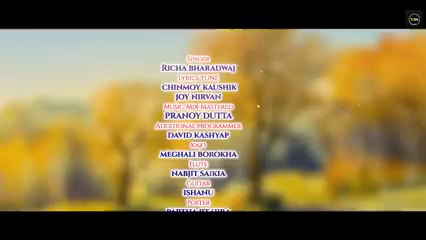 Singer
Richa Bharadwaj
Lyrics-Tune
Chinmoy Kaushik
Joy Nirvan
Music-Mix-Mastered
Pranoy Dutta
Additional Programmer
David Kashyap
Meghali Borokha
Flute
Nabjit Saikia
Guitar
Ishanu
Poster